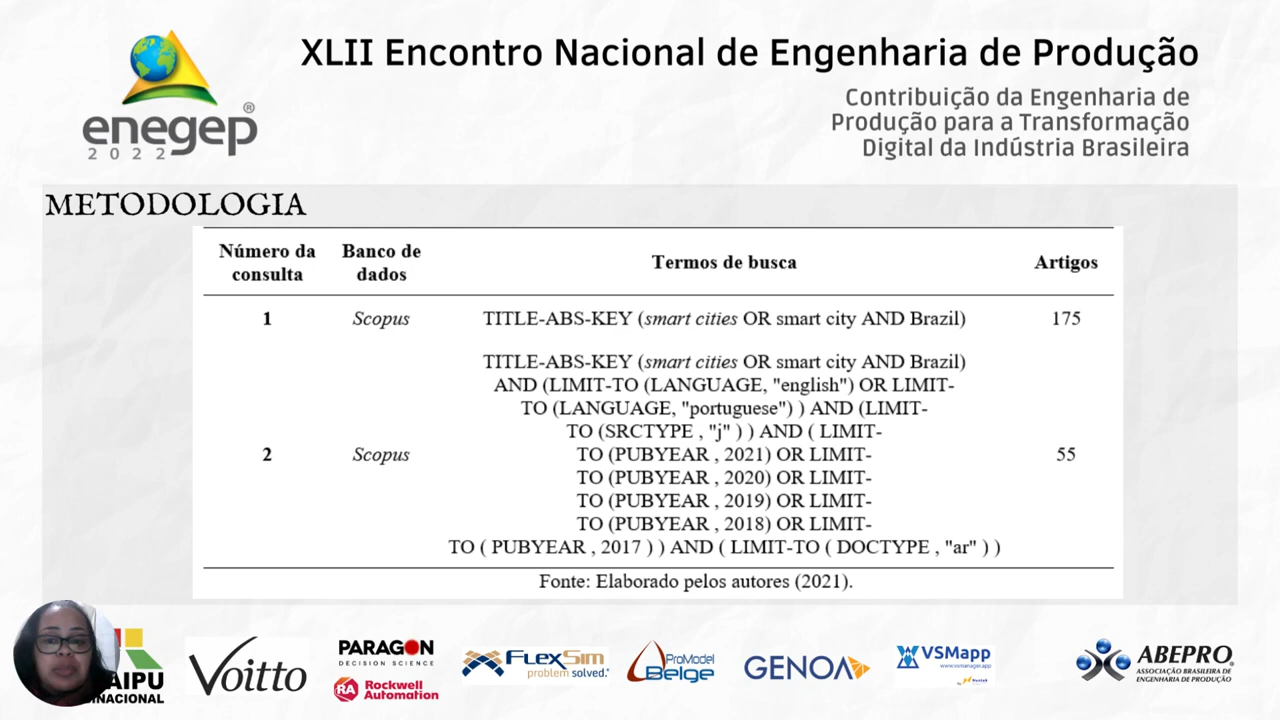 enegep®
2022
XLII Encontro Nacional de Engenharia de Produção
Contribuição da Engenharia de
Produção para a Transformação
Digital da Indústria Brasileira
METODOLOGIA
Número da consulta
Banco de dados
Termos de busca
Artigos
1
Scopus
TITLE-ABS-KEY (smart cities OR smart city AND Brazil)
175
2
Scopus
TITLE-ABS-KEY (smart cities OR smart city AND Brazil)
AND (LIMIT-TO (LANGUAGE, "english") OR LIMIT-
TO (LANGUAGE, "portuguese") ) AND (LIMIT-
TO (SRCTYPE , "j" ) ) AND ( LIMIT-
TO (PUBYEAR , 2021) OR LIMIT-
TO (PUBYEAR , 2020) OR LIMIT-
TO (PUBYEAR , 2019) OR LIMIT-
TO (PUBYEAR , 2018) OR LIMIT-
TO ( PUBYEAR , 2017 ) ) AND ( LIMIT-TO ( DOCTYPE , "ar" ) )
55
Fonte: Elaborado pelos autores (2021).
AIPU
INACIONAL
Voitto
PARAGON
DECISION SCIENCE
RA Rockwell
Automation
FlexSim
problem solved.®
ProModel
Belge
GENOA
VSMapp
www.vsmanager.app
ABEPRO®
ASSOCIAÇÃO BRASILEIRA DE
ENGENHARIA DE PRODUÇÃO